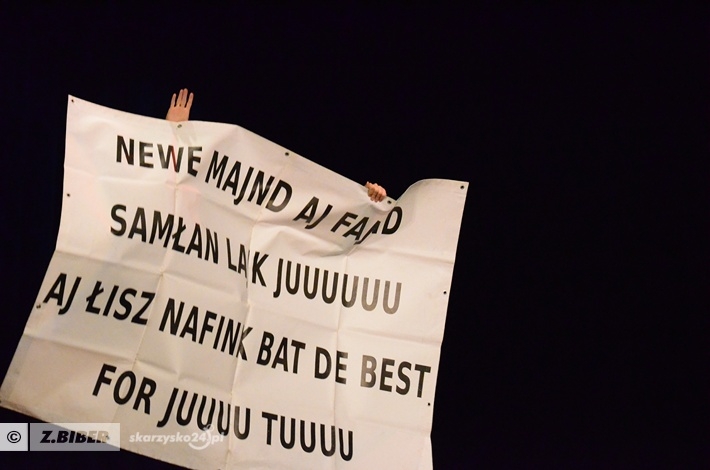 NEWE MAJND AJ FAJND
SAMŁAN LAJK JUUUUUU
AJ ŁISZ NAFINK BAT DE BEST
FOR JUUUU TUUUU
© Z.BIBER skarzysko24.pl